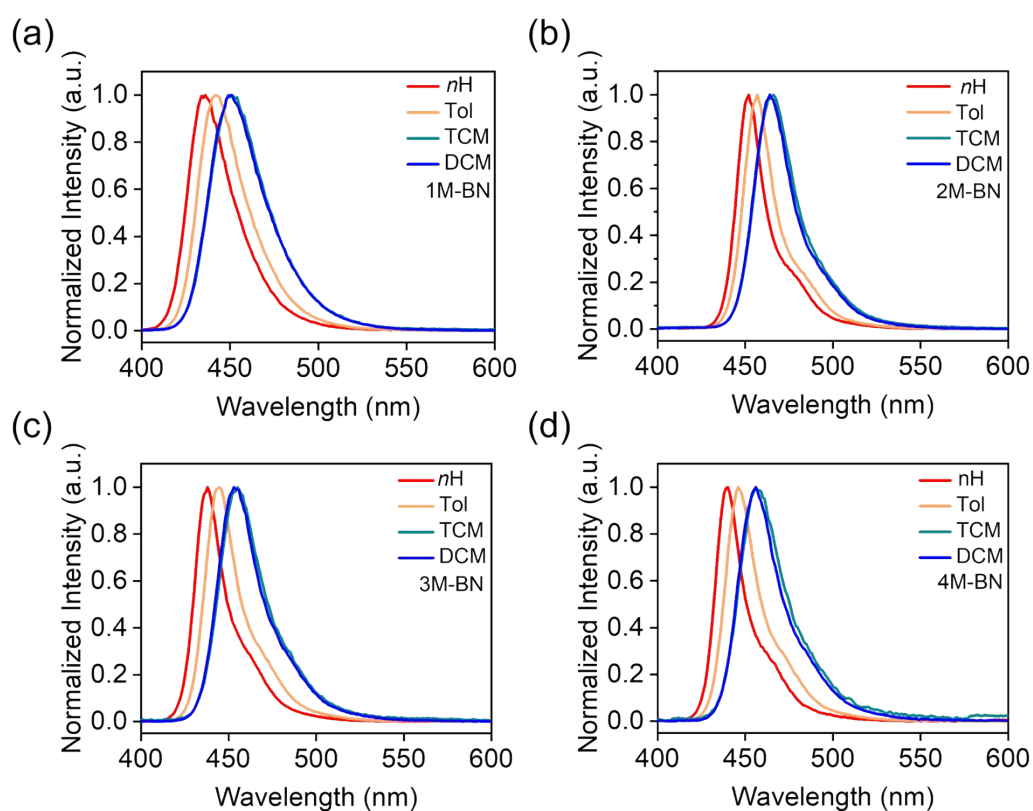 (a)
Normalized Intensity (a.u.)
1.0
0.8
0.6
0.4
0.2
0.0
nH
Tol
TCM
DCM
1M-BN
400 450 500 550 600
Wavelength (nm)
(b)
Normalized Intensity (a.u.)
1.0
0.8
0.6
0.4
0.2
0.0
nH
Tol
TCM
DCM
2M-BN
400 450 500 550 600
Wavelength (nm)
(c)
Normalized Intensity (a.u.)
1.0
0.8
0.6
0.4
0.2
0.0
nH
Tol
TCM
DCM
3M-BN
400 450 500 550 600
Wavelength (nm)
(d)
Normalized Intensity (a.u.)
1.0
0.8
0.6
0.4
0.2
0.0
nH
Tol
TCM
DCM
4M-BN
400 450 500 550 600
Wavelength (nm)